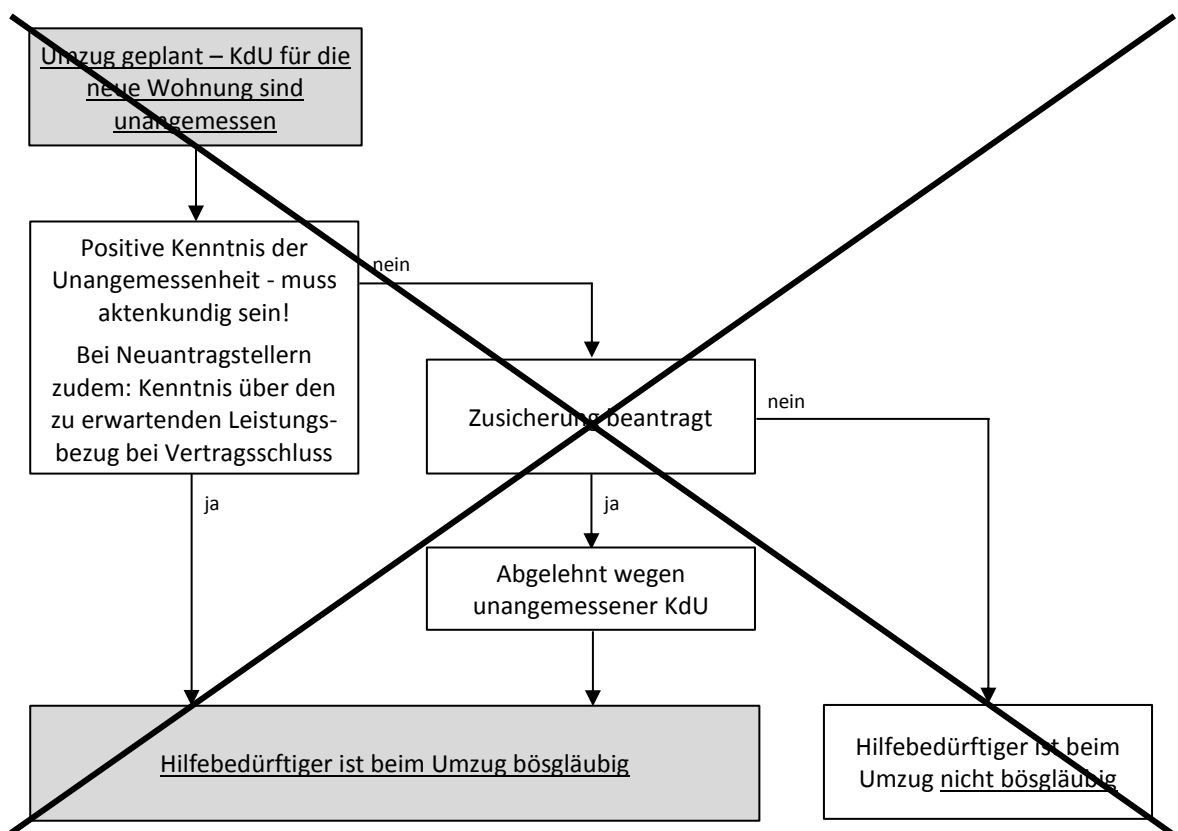 Umzug geplant – KdU für die
neue Wohnung sind
unangemessen
Positive Kenntnis der
Unangemessenheit - muss
aktenkundig sein!
Bei Neuantragstellern
zudem: Kenntnis über den
zu erwartenden Leistungs-
bezug bei Vertragsschluss
nein
Zusicherung beantragt
nein
ja
ja
Abgelehnt wegen
unangemessener KdU
Hilfebedürftiger ist beim Umzug bösgläubig
Hilfebedürftiger ist beim
Umzug nicht bösgläubig